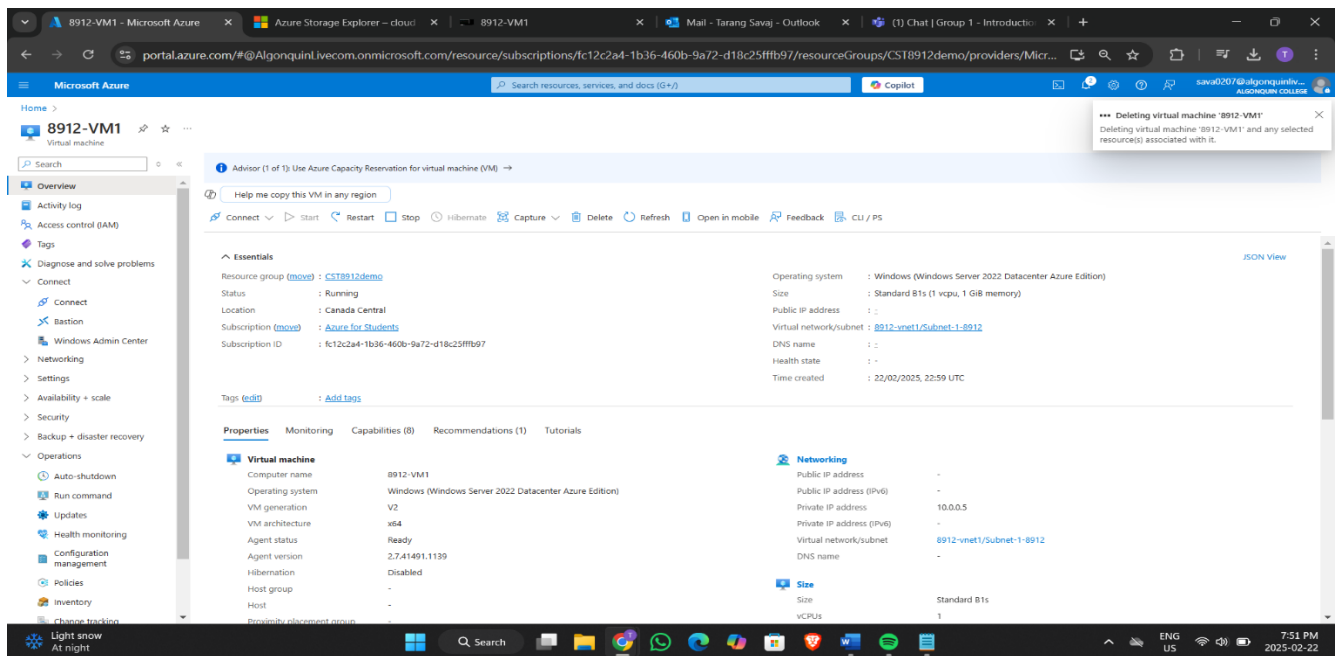 8912-VM1 - Microsoft Azure
Azure Storage Explorer – cloud
8912-VM1
Mail - Tarang Savaj - Outlook
(1) Chat | Group 1 - Introductio
portal.azure.com/#@AlgonquinLivecom.onmicrosoft.com/resource/subscriptions/fc12c2a4-1b36-460b-9a72-d18c25fffb97/resourceGroups/CST8912demo/providers/Micr...
T
Microsoft Azure
Search resources, services, and docs (G+/)
Copilot
2
sava0207@algonquinliv...
ALGONQUIN COLLEGE
Home >
8912-VM1
Virtual machine
Deleting virtual machine '8912-VM1'
Deleting virtual machine '8912-VM1' and any selected
resource(s) associated with it.
Search
Overview
Activity log
Access control (IAM)
Tags
Diagnose and solve problems
Connect
Connect
Bastion
Windows Admin Center
Networking
Settings
Availability + scale
Security
Backup + disaster recovery
Operations
Auto-shutdown
Run command
Updates
Health monitoring
Configuration
management
Policies
Inventory
Change tracking
Advisor (1 of 1): Use Azure Capacity Reservation for virtual machine (VM) →
Help me copy this VM in any region
Connect Start Restart Stop Hibernate Capture Delete Refresh Open in mobile Feedback CLI / PS
Essentials
JSON View
Resource group (move) : CST8912demo
Status : Running
Location : Canada Central
Subscription (move) : Azure for Students
Subscription ID : fc12c2a4-1b36-460b-9a72-d18c25fffb97
Operating system : Windows (Windows Server 2022 Datacenter Azure Edition)
Size : Standard B1s (1 vcpu, 1 GiB memory)
Public IP address : -
Virtual network/subnet : 8912-vnet1/Subnet-1-8912
DNS name : -
Health state : -
Time created : 22/02/2025, 22:59 UTC
Tags (edit) : Add tags
Properties Monitoring Capabilities (8) Recommendations (1) Tutorials
Virtual machine
Computer name 8912-VM1
Operating system Windows (Windows Server 2022 Datacenter Azure Edition)
VM generation V2
VM architecture x64
Agent status Ready
Agent version 2.7.41491.1139
Hibernation Disabled
Host group -
Host -
Proximity placement group -
Networking
Public IP address -
Public IP address (IPv6) -
Private IP address 10.0.0.5
Private IP address (IPv6) -
Virtual network/subnet 8912-vnet1/Subnet-1-8912
DNS name -
Size
Size Standard B1s
vCPUs 1
Light snow
At night
Search
ENG
US
7:51 PM
2025-02-22